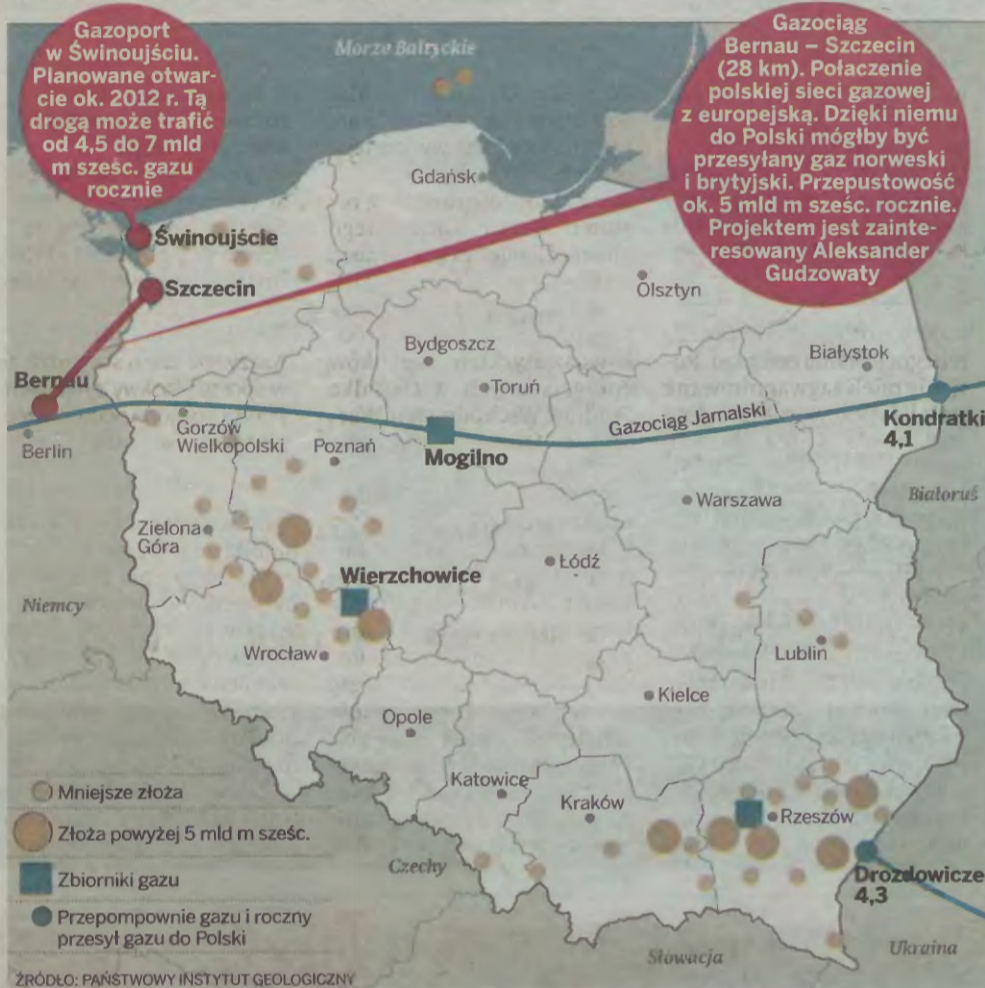 Gazoport
w Świnoujściu.
Planowane otwar-
cie ok. 2012 r. Tą
drogą może trafić
od 4,5 do 7 mld
m sześc. gazu
rocznie
Morze Bałtyckie
Gazociąg
Bernau – Szczecin
(28 km). Połaczenie
polskiej sieci gazowej
z europejską. Dzięki niemu
do Polski mógłby być
przesyłany gaz norweski
i brytyjski. Przepustowość
ok. 5 mld m sześc. rocznie.
Projektem jest zainte-
resowany Aleksander
Gudzowaty
Gdańsk
Świnoujście
Szczecin
Olsztyn
Bydgoszcz
Białystok
Toruń
Bernau
Gazociąg Jamalski
Kondratki
4,1
Gorzów
Wielkopolski
Berlin
Poznań
Mogilno
Białoruś
Warszawa
Zielona
Góra
Łódź
Wierzchowice
Niemcy
Wrocław
Lublin
Kielce
Opole
Katowice
Kraków
Rzeszów
Czechy
Drozdowicze
4,3
Słowacja
Ukraina
Mniejsze złoża
Złoża powyżej 5 mld m sześc.
Zbiorniki gazu
Przepompownie gazu i roczny
przesył gazu do Polski
ŹRÓDŁO: PAŃSTWOWY INSTYTUT GEOLOGICZNY